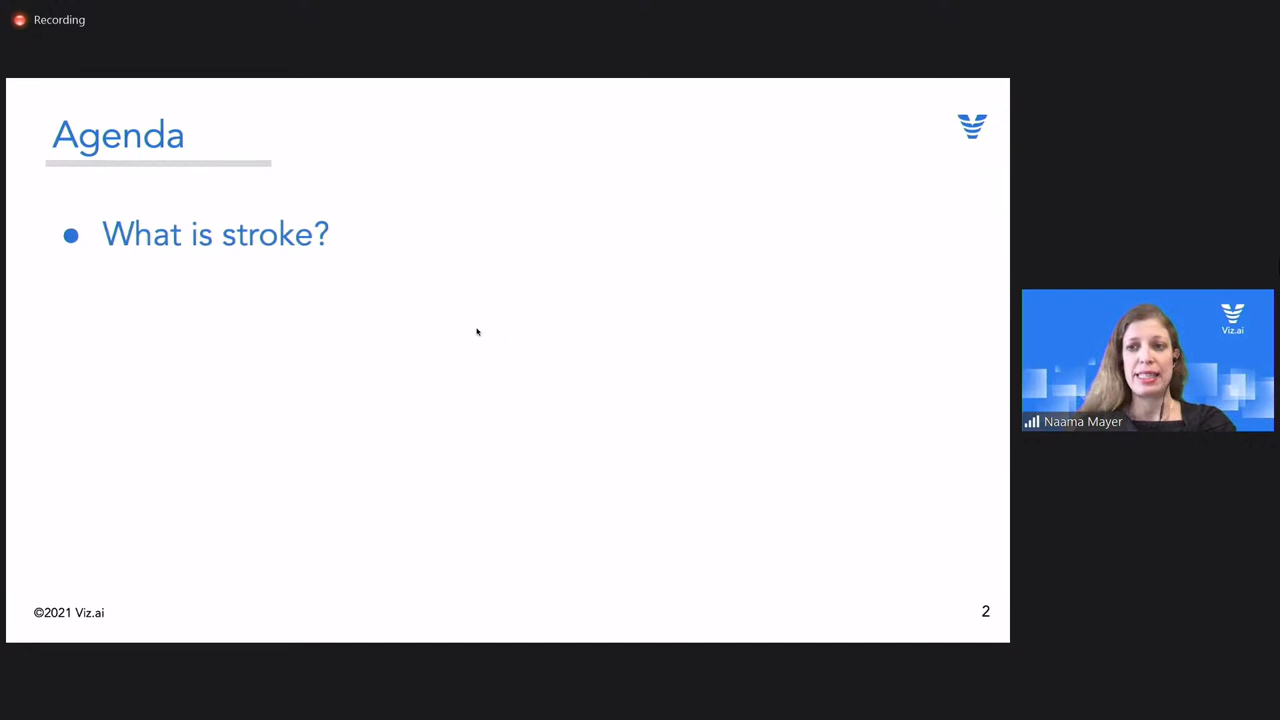 Recording
Agenda
● What is stroke?
Viz.ai
Naama Mayer
©2021 Viz.ai
2